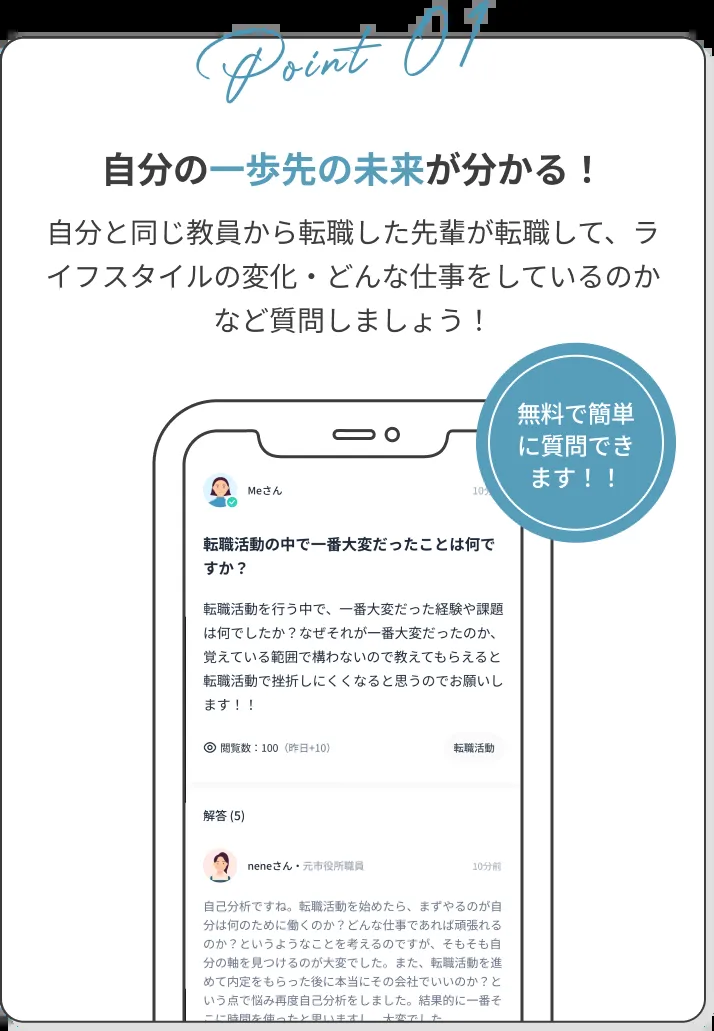 Point 01
自分の一歩先の未来が分かる！
自分と同じ教員から転職した先輩が転職して、ラ
イフスタイルの変化・どんな仕事をしているのか
など質問しましょう！
無料で簡単
に質問でき
ます！！
Meさん
転職活動の中で一番大変だったことは何で
すか？
転職活動を行う中で、一番大変だった経験や課題
は何でしたか？なぜそれが一番大変だったのか、
覚えている範囲で構わないので教えてもらえると
転職活動で挫折しにくくなると思うのでお願いし
ます！！
閲覧数：100（昨日+10） 転職活動
解答 (5)
neneさん・元市役所職員 10分前
自己分析ですね。転職活動を始めたら、まずやるのが自
分は何のために働くのか？どんな仕事であれば頑張れる
のか？というようなことを考えるのですが、そもそも自
分の軸を見つけるのが大変でした。また、転職活動を進
めて内定をもらった後に本当にその会社でいいのか？と
いう点で悩み再度自己分析をしました。結果的に一番そ
こに時間を使ったと思いますし、大変でした。